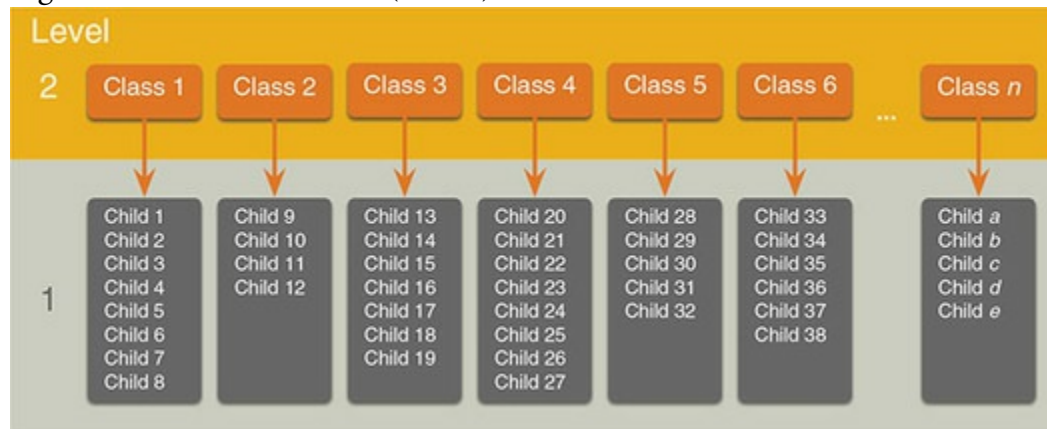 Level
2 Class 1 Class 2 Class 3 Class 4 Class 5 Class 6 ... Class n
1
Child 1
Child 2
Child 3
Child 4
Child 5
Child 6
Child 7
Child 8
Child 9
Child 10
Child 11
Child 12
Child 13
Child 14
Child 15
Child 16
Child 17
Child 18
Child 19
Child 20
Child 21
Child 22
Child 23
Child 24
Child 25
Child 26
Child 27
Child 28
Child 29
Child 30
Child 31
Child 32
Child 33
Child 34
Child 35
Child 36
Child 37
Child 38
Child a
Child b
Child c
Child d
Child e